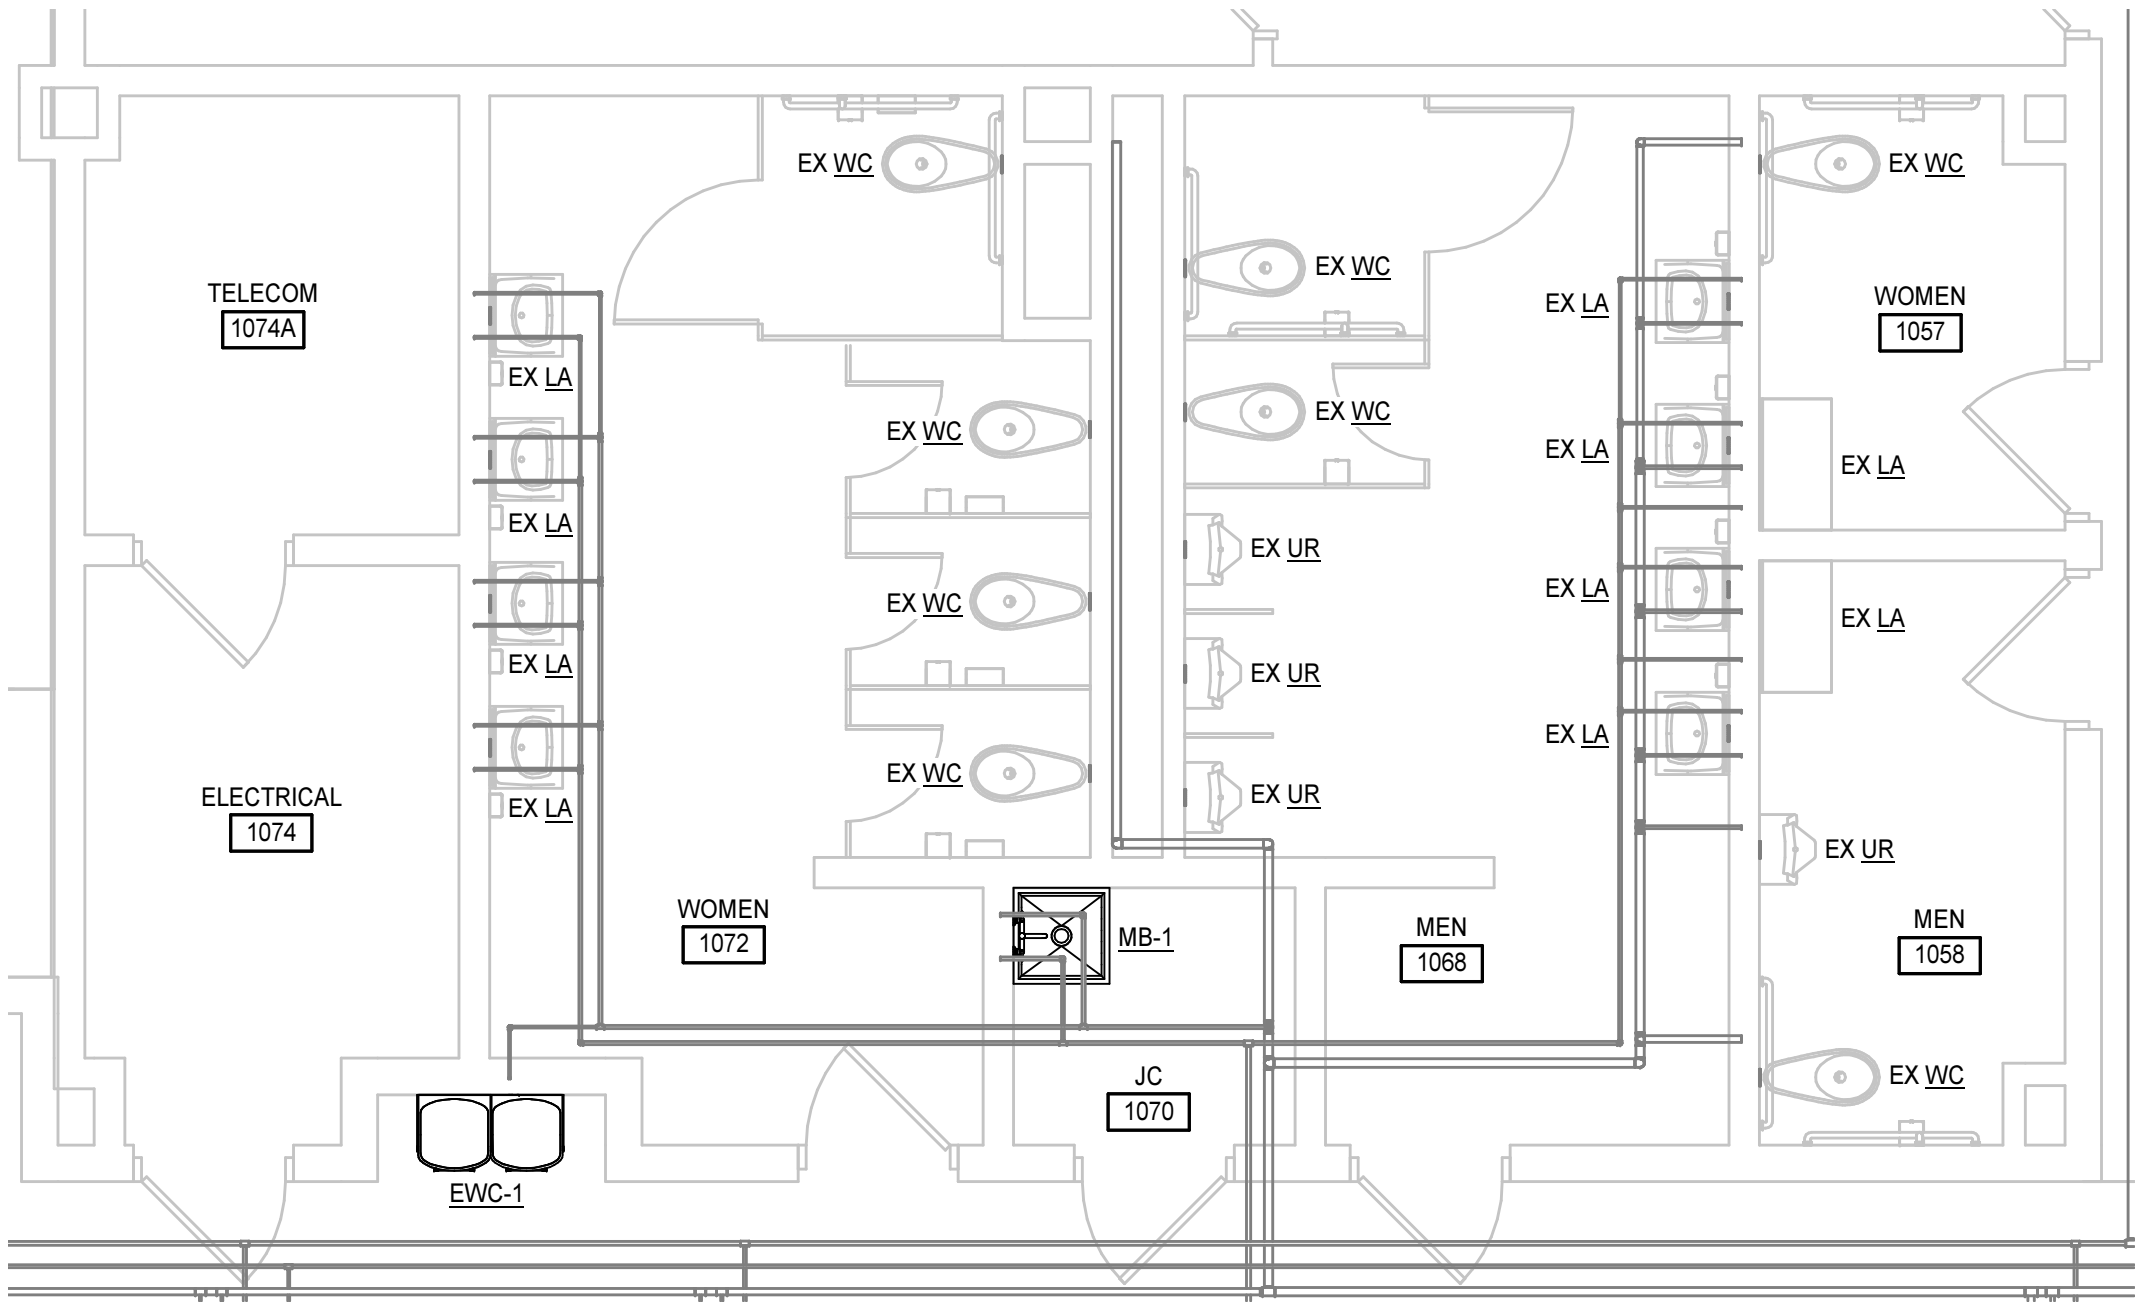 EX WC
EX WC
EX WC
TELECOM
1074A
EX LA
WOMEN
1057
EX LA
EX WC
EX WC
EX LA
EX LA
EX LA
EX UR
EX WC
EX LA
EX LA
EX LA
EX UR
EX LA
EX WC
EX UR
ELECTRICAL
1074
EX LA
EX UR
WOMEN
1072
MB-1
MEN
1068
MEN
1058
JC
1070
EX WC
EWC-1